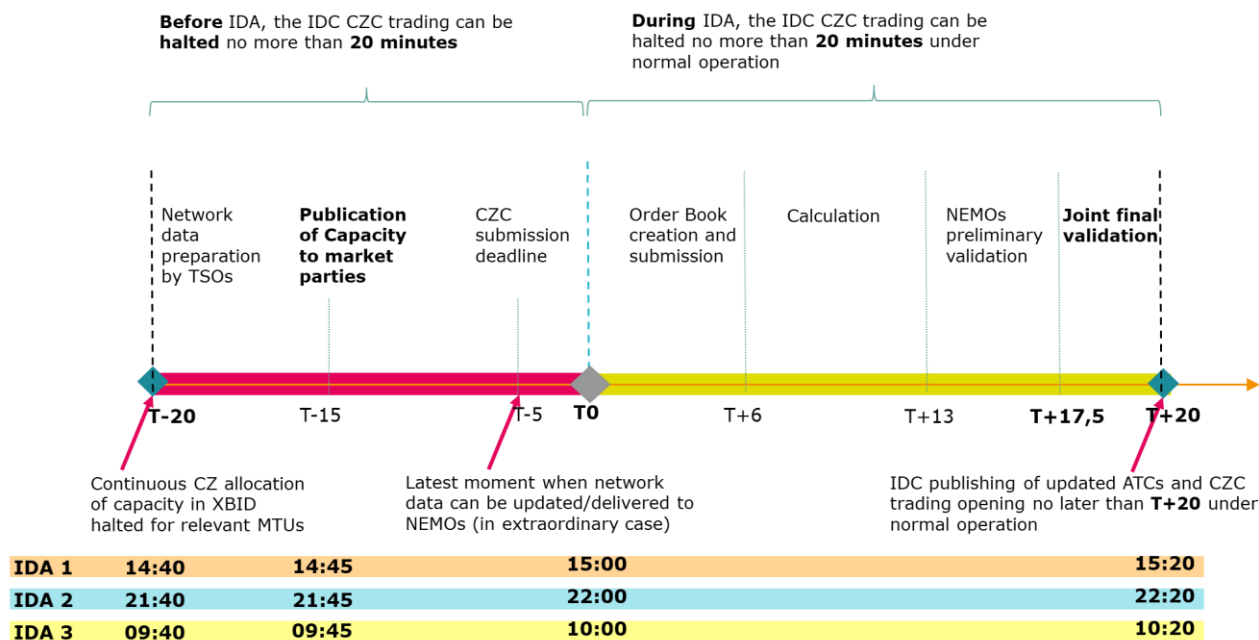 Before IDA, the IDC CZC trading can be
halted no more than 20 minutes
During IDA, the IDC CZC trading can be
halted no more than 20 minutes under
normal operation
Network
data
preparation
by TSOs
Publication
of Capacity
to market
parties
CZC
submission
deadline
Order Book
creation and
submission
Calculation
NEMOs
preliminary
validation
Joint final
validation
T-20
T-15
T-5
T0
T+6
T+13
T+17,5
T+20
Continuous CZ allocation
of capacity in XBID
halted for relevant MTUs
Latest moment when network
data can be updated/delivered to
NEMOs (in extraordinary case)
IDC publishing of updated ATCs and CZC
trading opening no later than T+20 under
normal operation
IDA 1 14:40 14:45 15:00 15:20
IDA 2 21:40 21:45 22:00 22:20
IDA 3 09:40 09:45 10:00 10:20